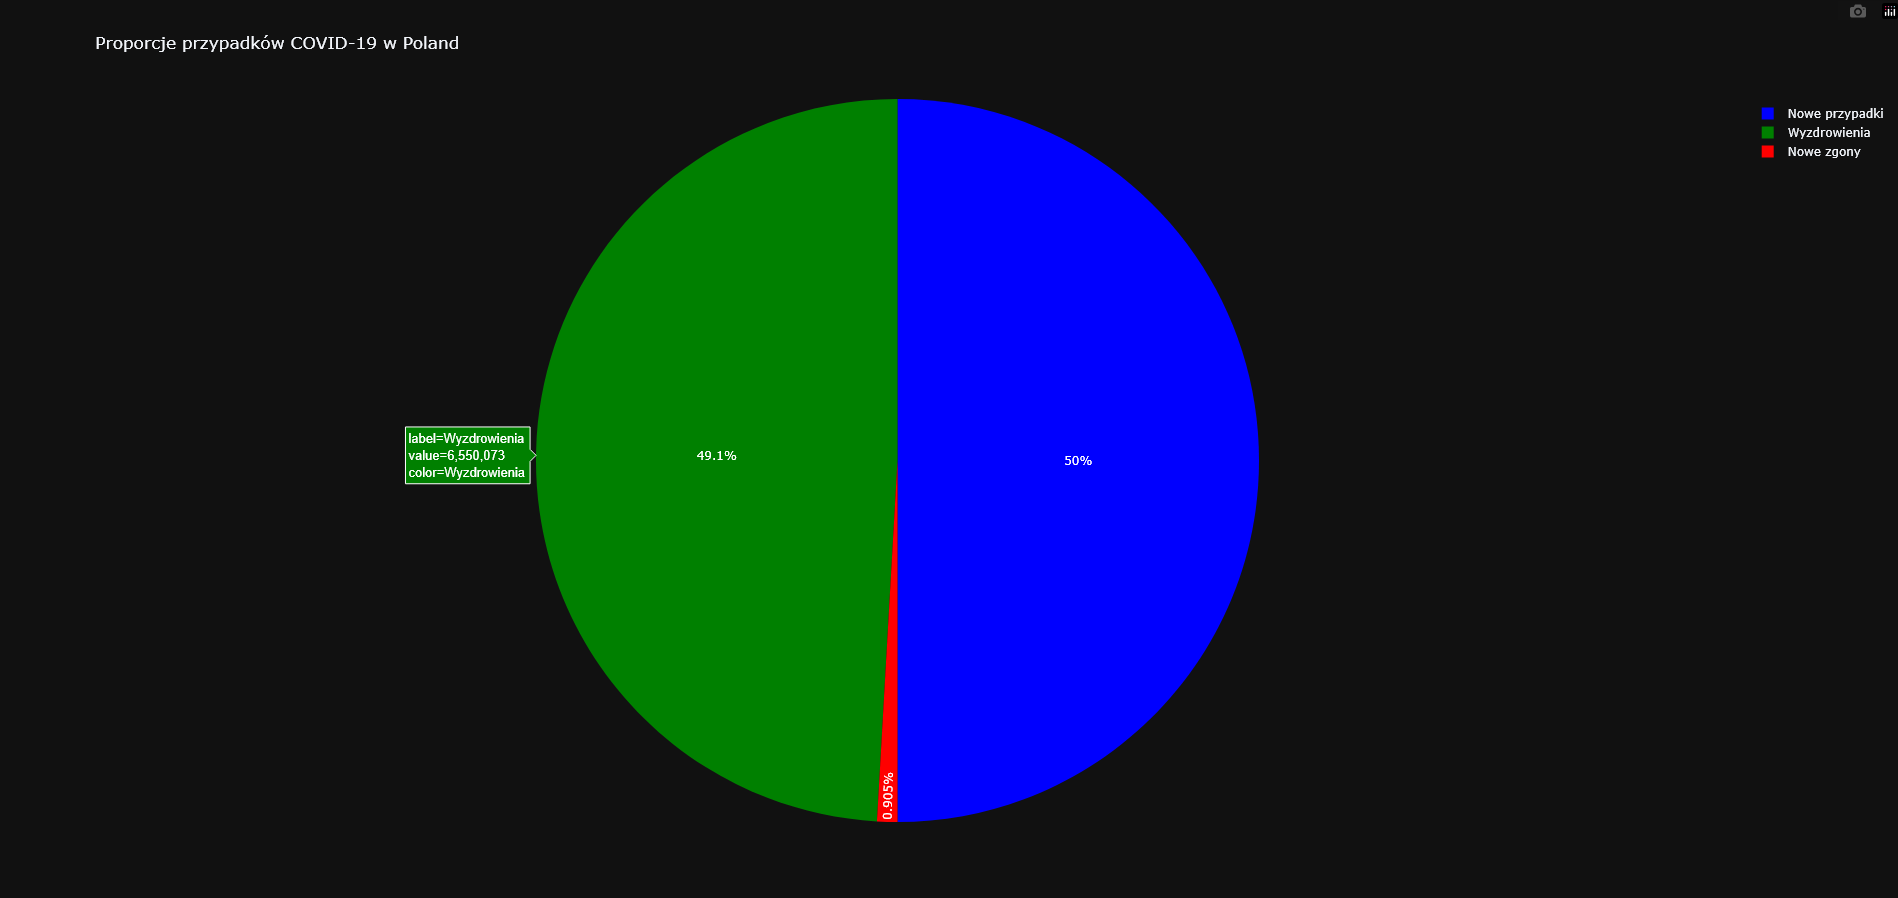 Proporcje przypadków COVID-19 w Poland
Nowe przypadki
Wyzdrowienia
Nowe zgony
label=Wyzdrowienia
value=6,550,073
color=Wyzdrowienia
49.1%
50%
0.905%